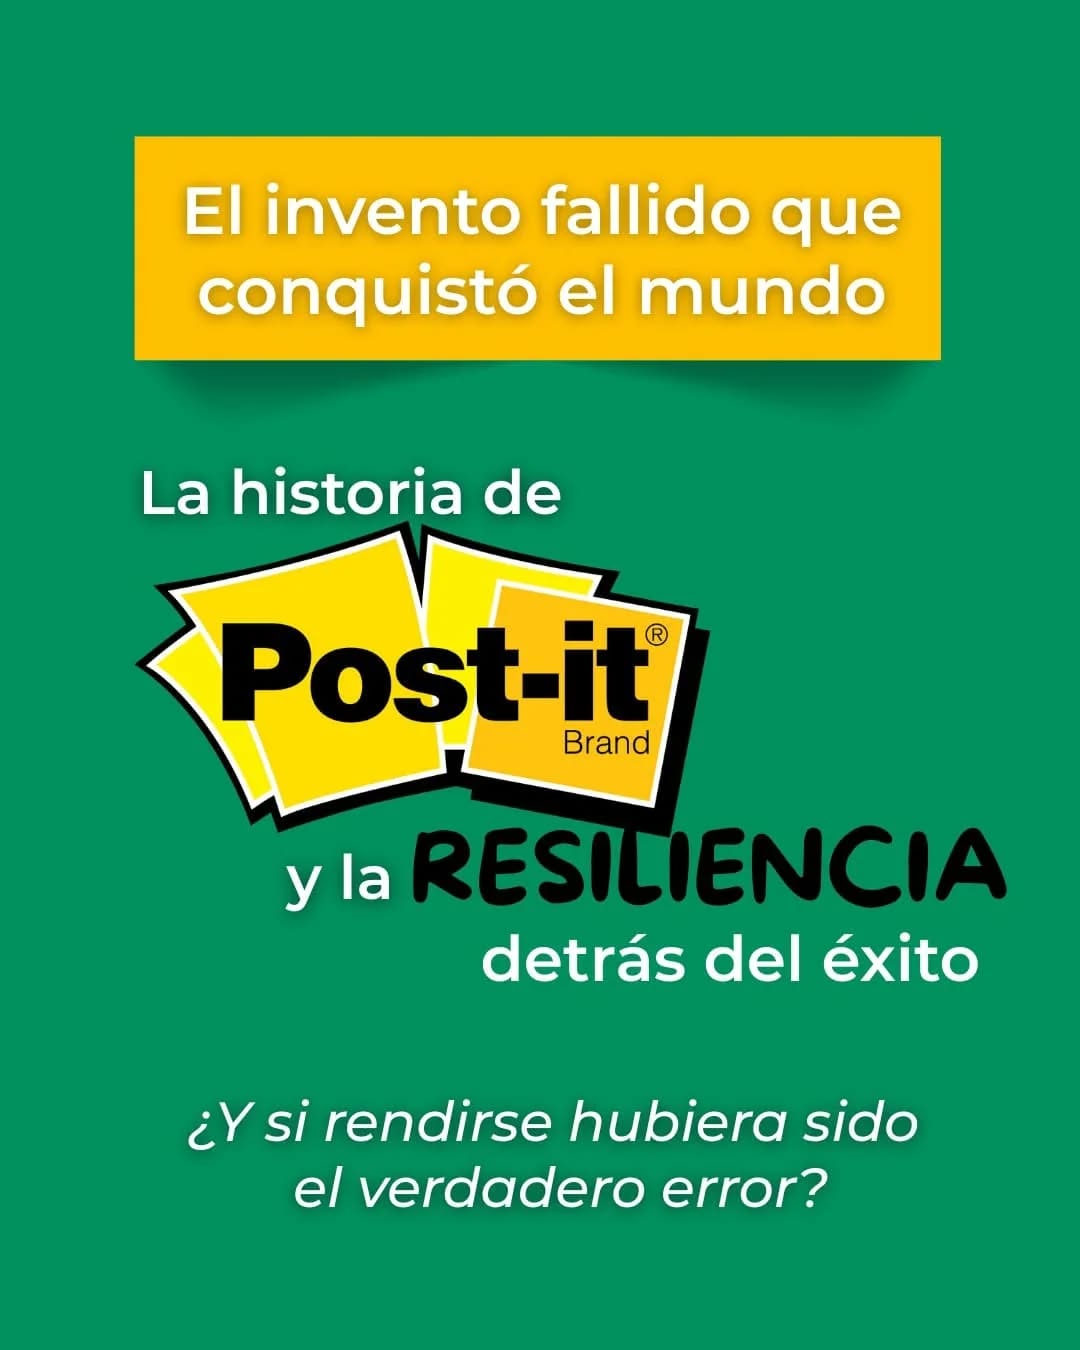 El invento fallido que
conquistó el mundo
La historia de
Post-it®
Brand
y la RESILIENCIA
detrás del éxito
¿Y si rendirse hubiera sido
el verdadero error?